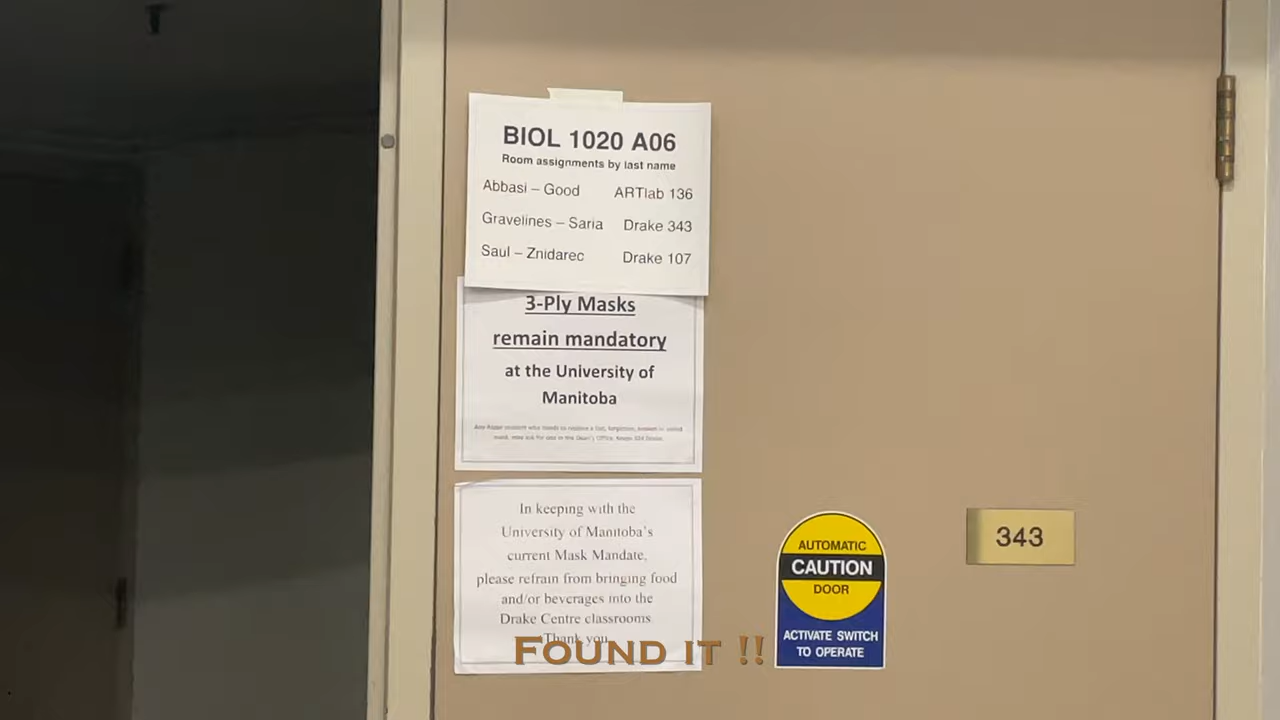 BIOL 1020 A06
Room assignments by last name
Abbasi – Good ARTlab 136
Gravelines – Saria Drake 343
Saul – Znidarec Drake 107
3-Ply Masks
remain mandatory
at the University of
Manitoba
In keeping with the
University of Manitoba's
current Mask Mandate,
please refrain from bringing food
and/or beverages into the
Drake Centre classrooms
Thank you
FOUND IT !!
AUTOMATIC
CAUTION
DOOR
ACTIVATE SWITCH
TO OPERATE
343